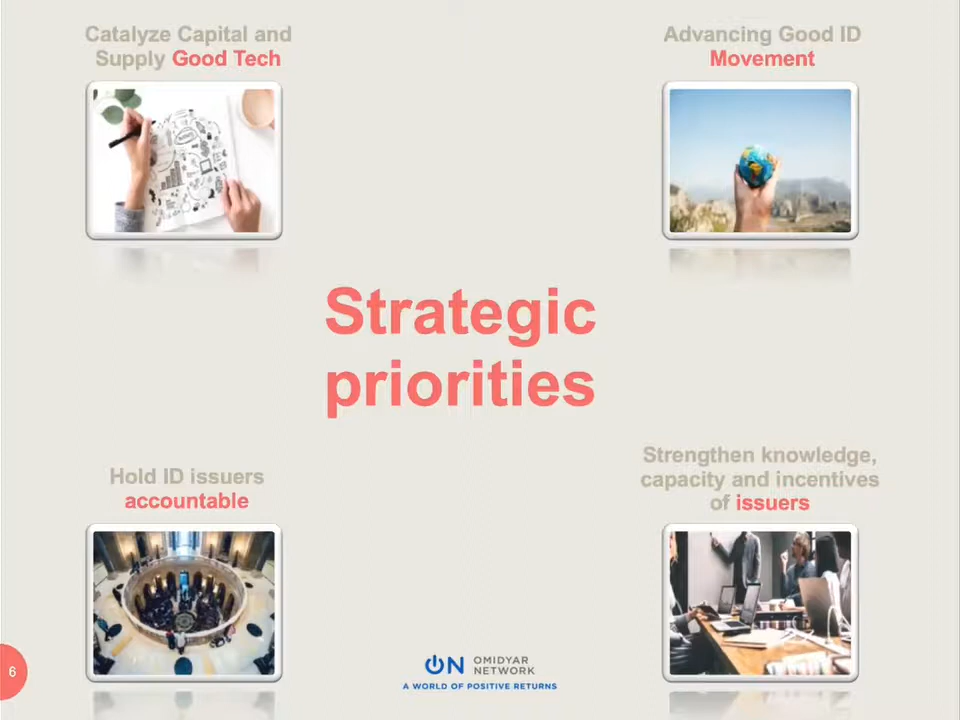 Catalyze Capital and
Supply Good Tech
Advancing Good ID
Movement
Strategic
priorities
Hold ID issuers
accountable
Strengthen knowledge,
capacity and incentives
of issuers
6
ON OMIDYAR
NETWORK
A WORLD OF POSITIVE RETURNS